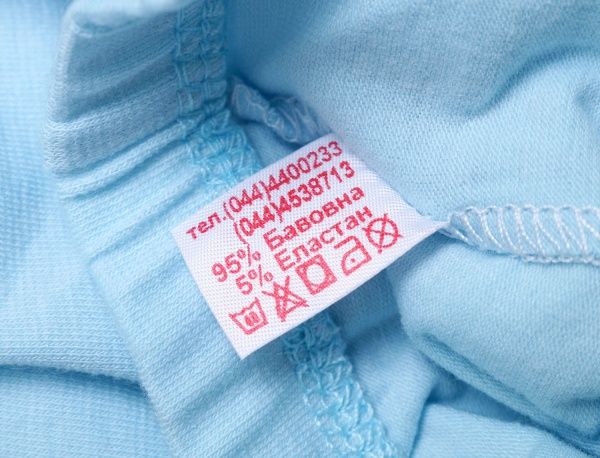 тел.(044)4400233
(044)4538713
95% Бавовна
5% Еластан